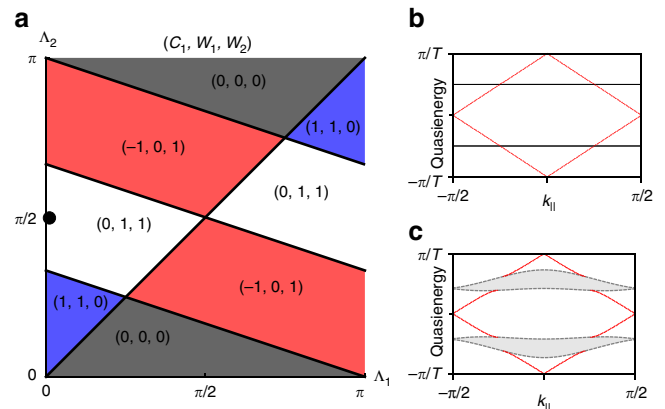 a
Λ2
(C1, W1, W2)
π
(0, 0, 0)
(1, 1, 0)
(−1, 0, 1)
(0, 1, 1)
π/2
(0, 1, 1)
(−1, 0, 1)
(1, 1, 0)
(0, 0, 0)
0
0
π/2
π
Λ1
b
π/T
Quasienergy
−π/T
−π/2
k||
π/2
c
π/T
Quasienergy
−π/T
−π/2
k||
π/2